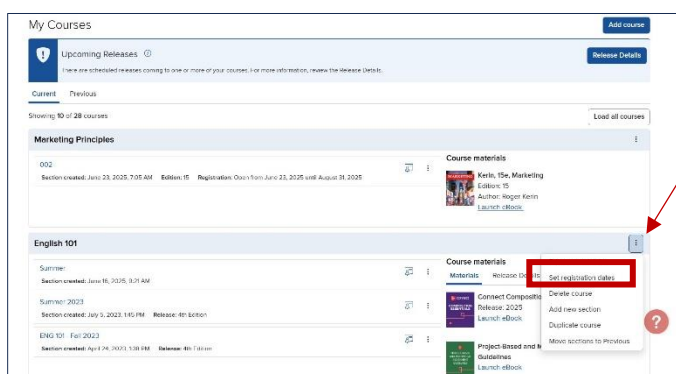 My Courses
Add course
Upcoming Releases
There are scheduled releases coming to one or more of your courses. For more information, review the Release Details.
Release Details
Current Previous
Showing 10 of 28 courses
Load all courses
Marketing Principles
002
Section created: June 23, 2025, 7:05 AM Edition: 15 Registration: Open from June 23, 2025 until August 31, 2025
Course materials
Kerin, 15e, Marketing
Edition: 15
Author: Roger Kerin
Launch eBook
English 101
Summer
Section created: June 16, 2025, 9:21 AM
Summer 2023
Section created: July 5, 2023, 1:45 PM Release: 4th Edition
ENG 101 - Fall 2023
Section created: April 24, 2023, 1:38 PM Release: 4th Edition
Course materials
Materials Release Details
Connect Compositio
Release: 2025
Launch eBook
Project-Based and M
Guidelines
Launch eBook
Set registration dates
Delete course
Add new section
Duplicate course
Move sections to Previous
?